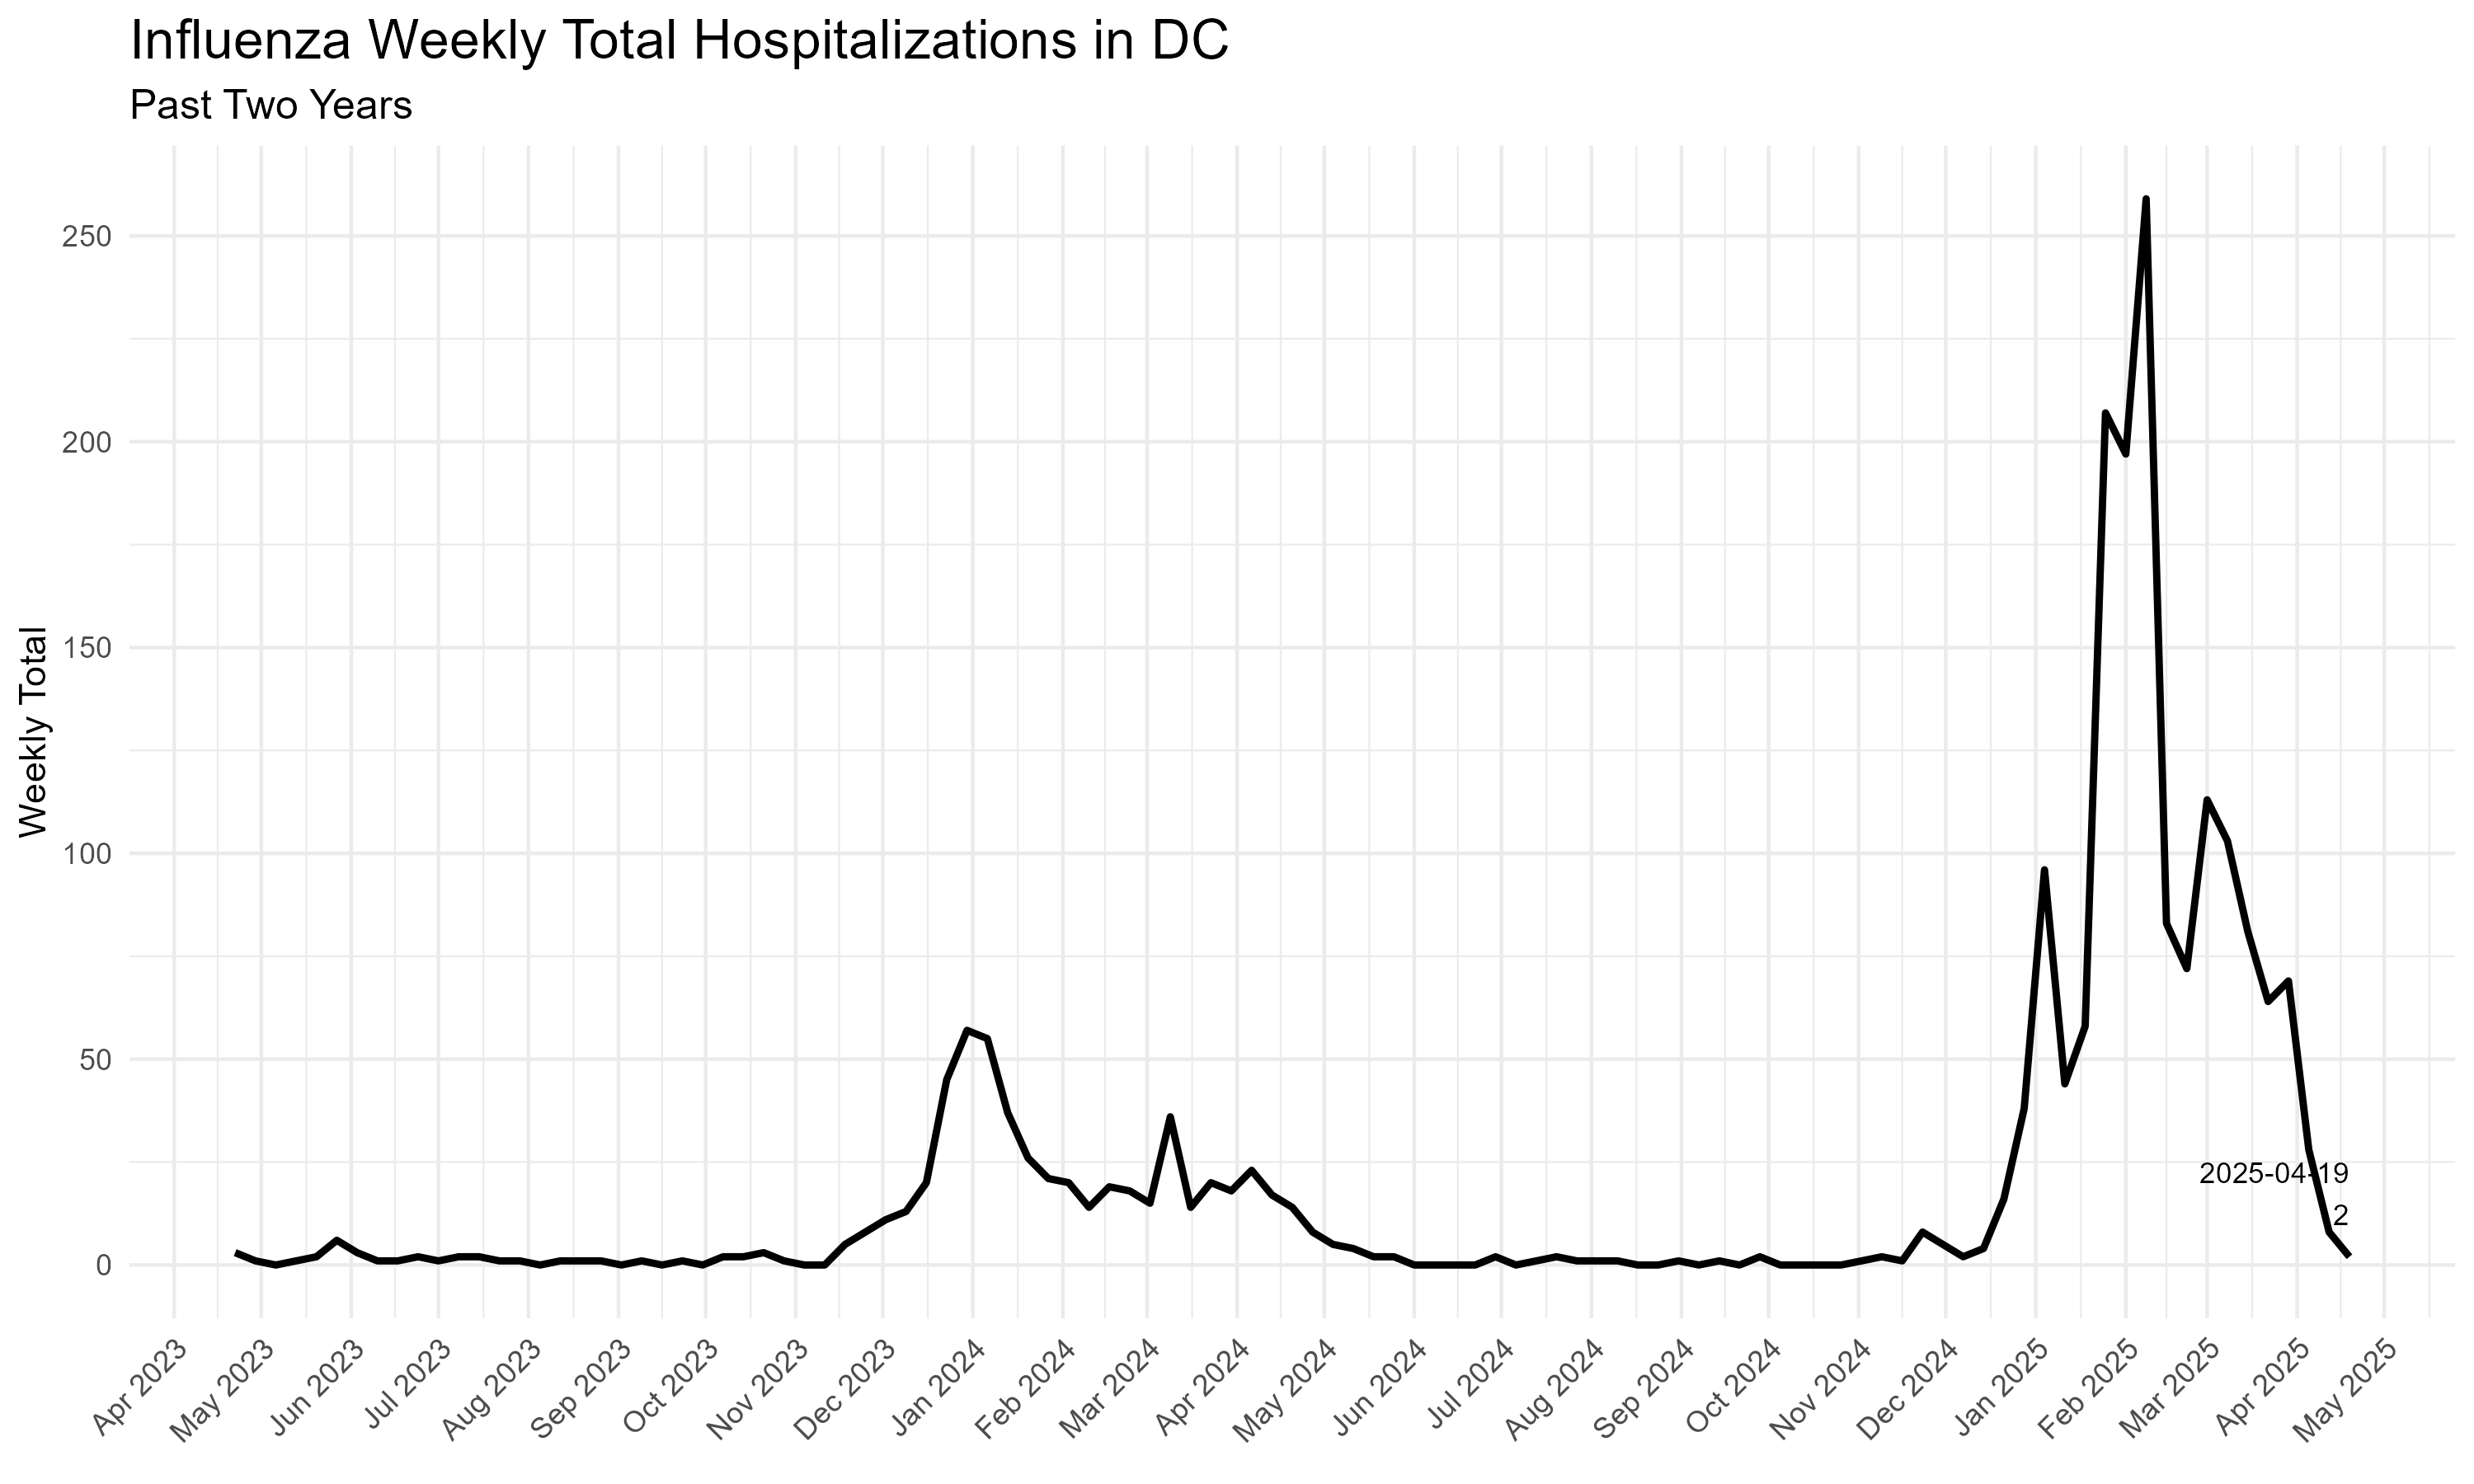 Influenza Weekly Total Hospitalizations in DC
Past Two Years
Weekly Total
250
200
150
100
50
0
2025-04-19
2
Apr 2023
May 2023
Jun 2023
Jul 2023
Aug 2023
Sep 2023
Oct 2023
Nov 2023
Dec 2023
Jan 2024
Feb 2024
Mar 2024
Apr 2024
May 2024
Jun 2024
Jul 2024
Aug 2024
Sep 2024
Oct 2024
Nov 2024
Dec 2024
Jan 2025
Feb 2025
Mar 2025
Apr 2025
May 2025